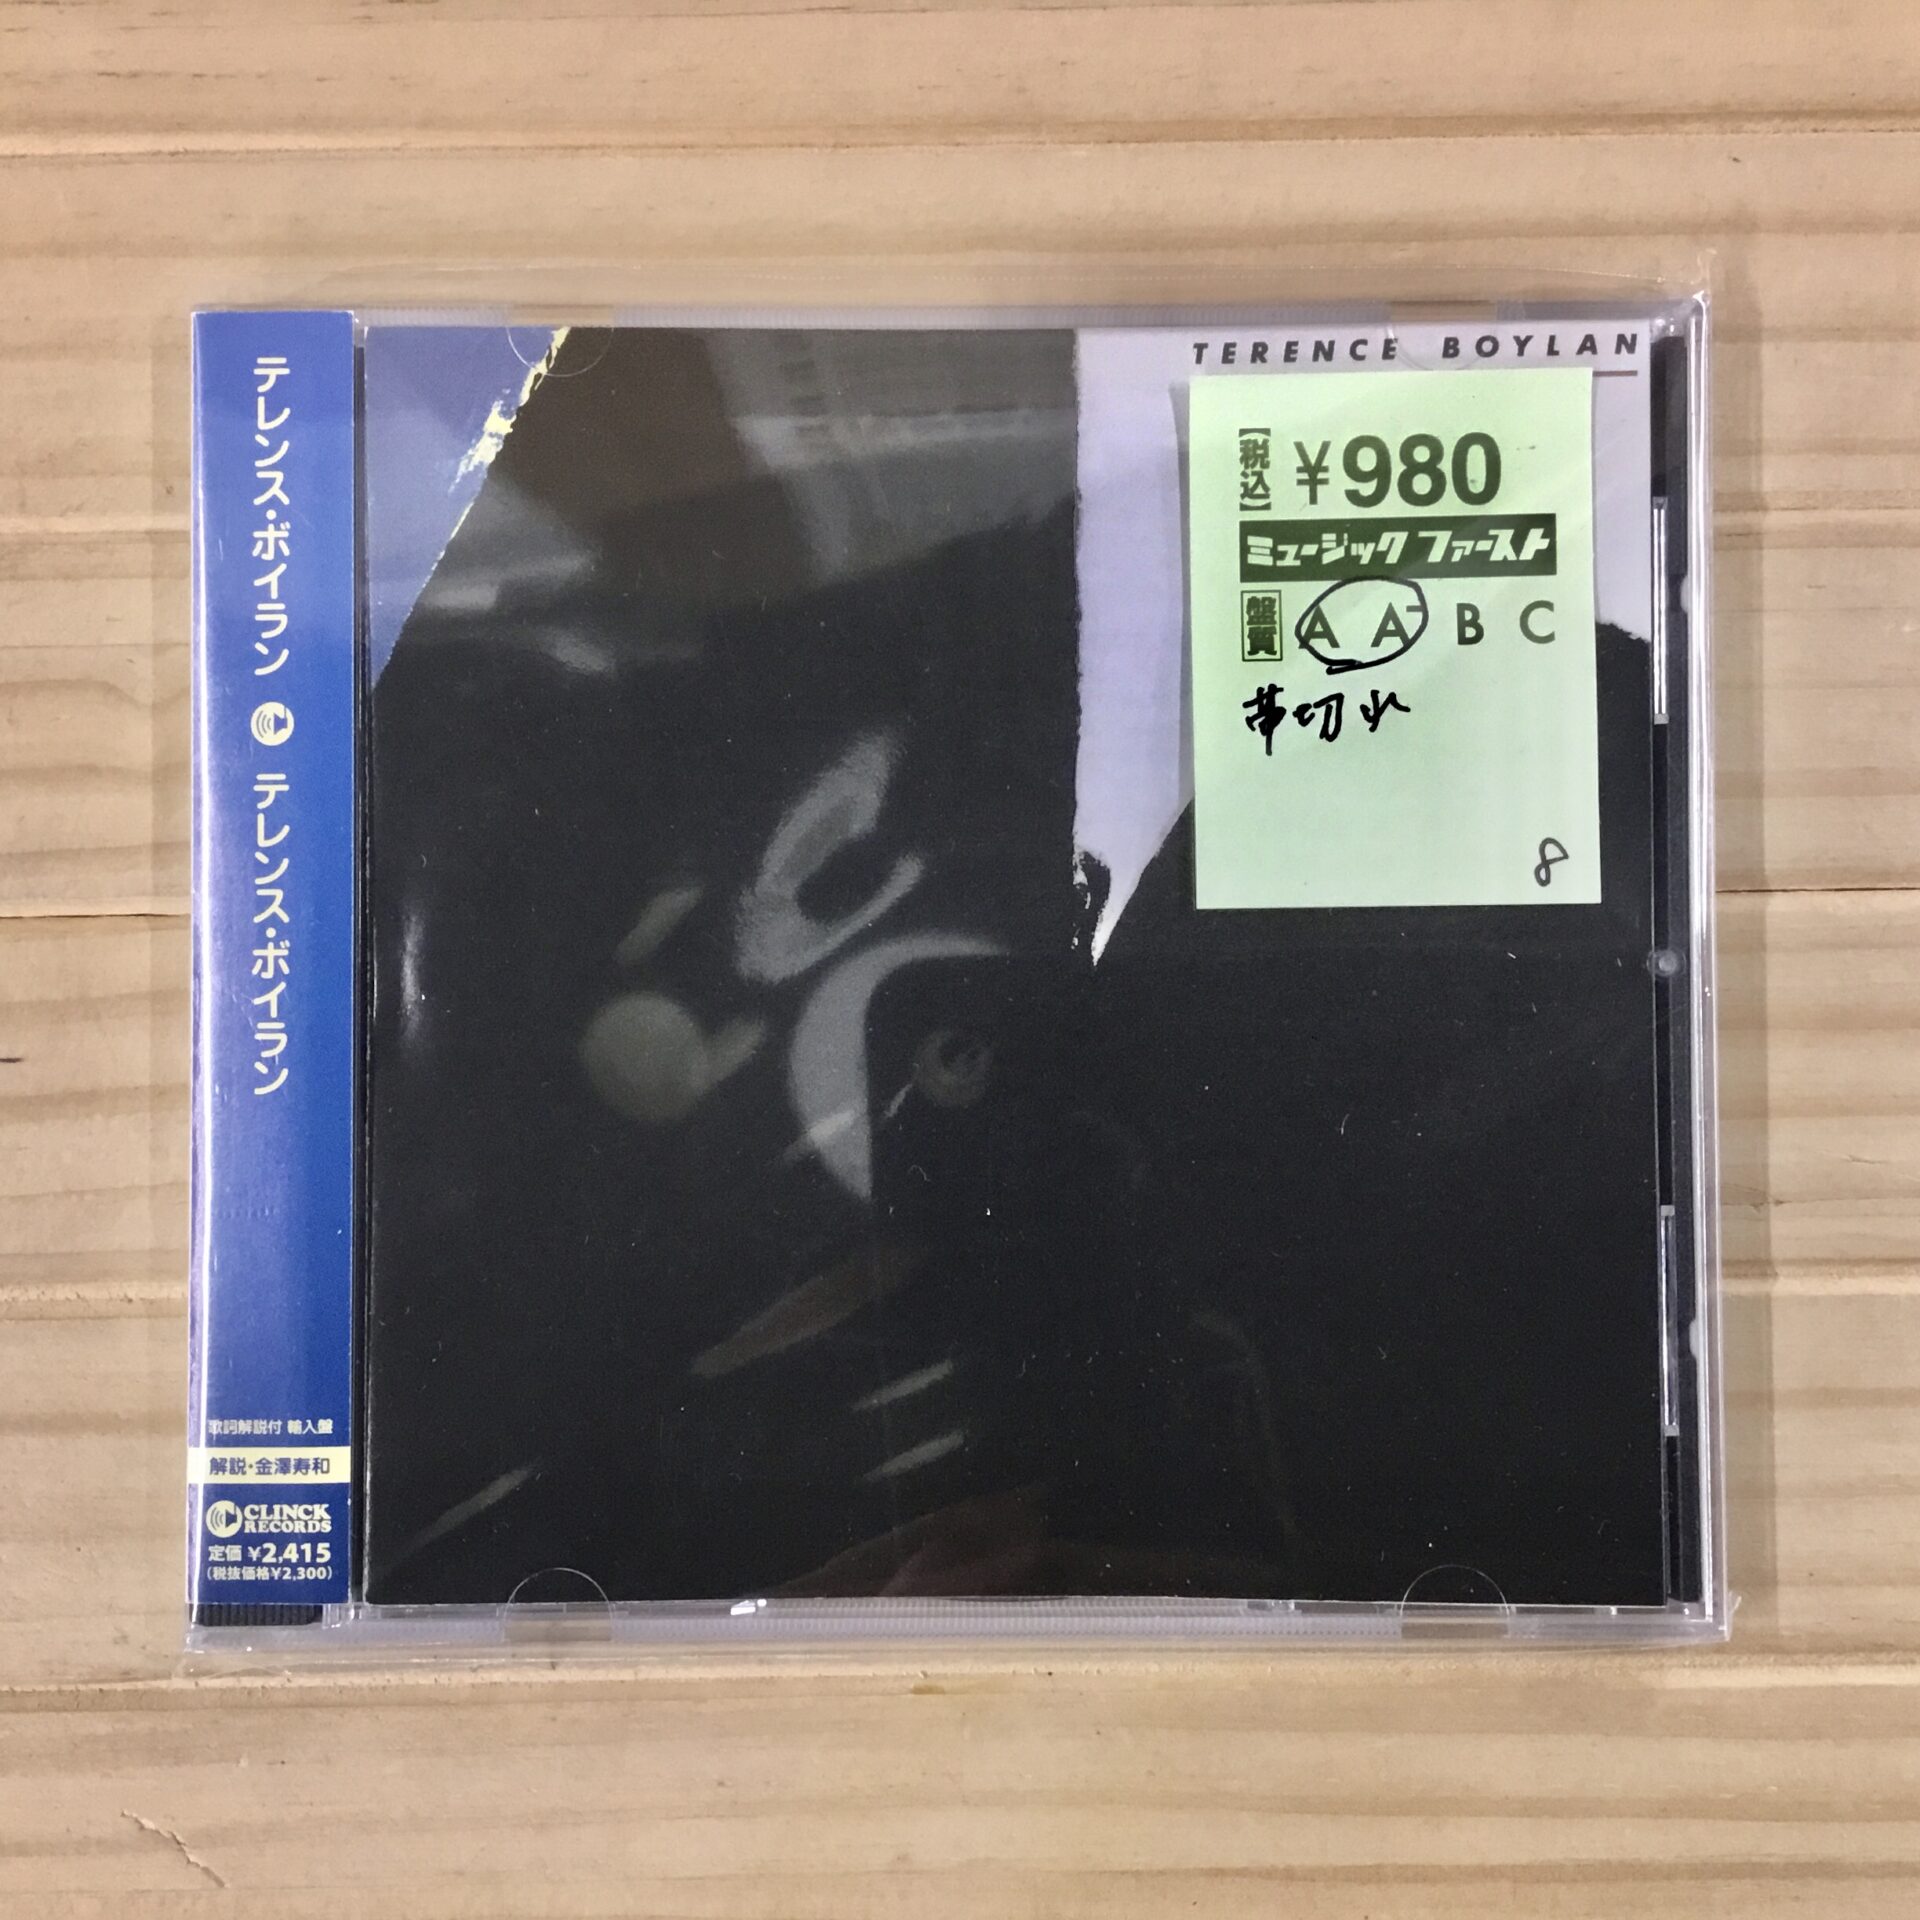 テレンス・ボイラン テレンス・ボイラン
歌詞解説付 輸入盤
解説・金澤寿和
CLINCK
RECORDS
定価 ¥2,415
(税抜価格¥2,300)
TERENCE BOYLAN
【税込】 ¥980
ミュージック ファースト
盤質 A A⁻ B C
帯切れ
8